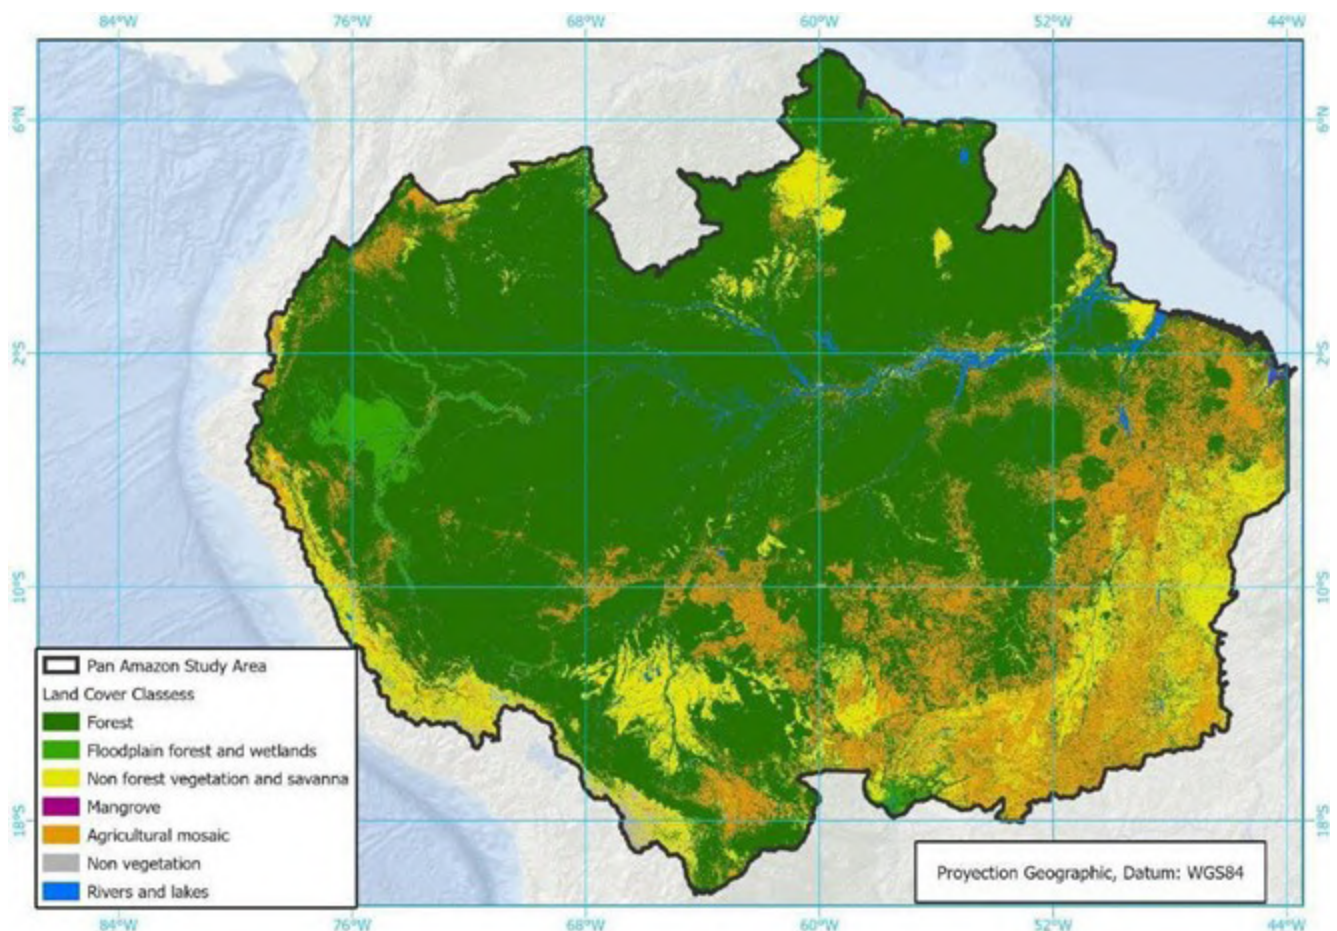 84°W 76°W 68°W 60°W 52°W 44°W
6°N 6°N
2°S 2°S
10°S 10°S
Pan Amazon Study Area
Land Cover Classess
Forest
Floodplain forest and wetlands
Non forest vegetation and savanna
Mangrove
Agricultural mosaic
Non vegetation
Rivers and lakes
18°S 18°S
Proyection Geographic, Datum: WGS84
84°W 76°W 68°W 60°W 52°W 44°W